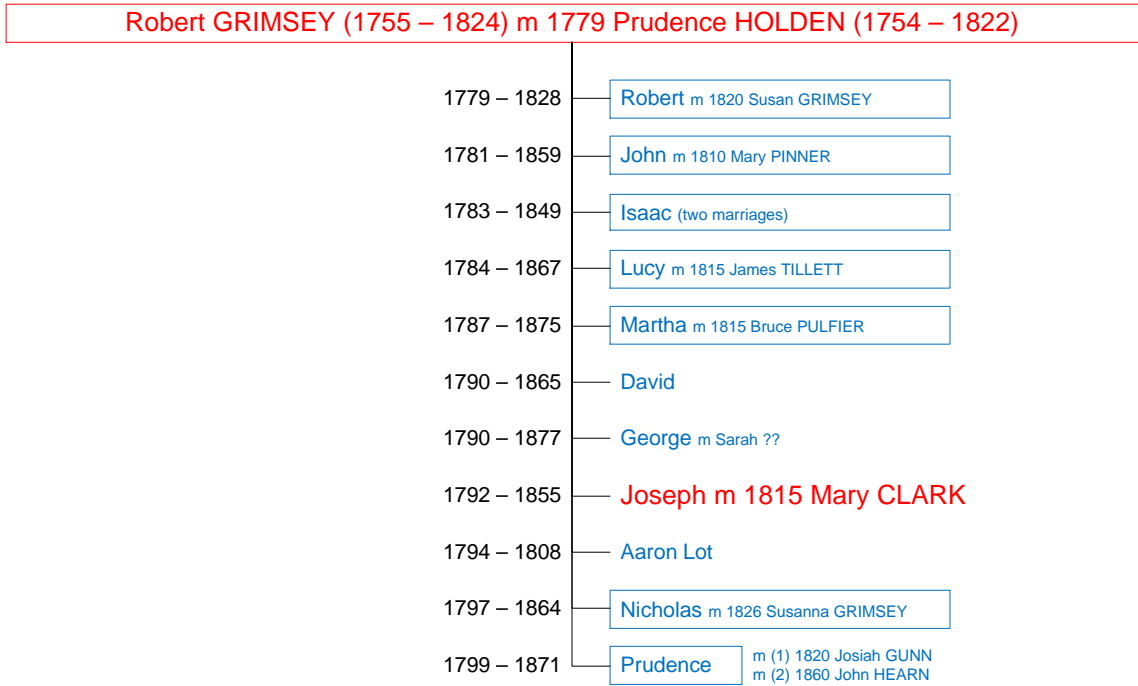 Robert GRIMSEY (1755 – 1824) m 1779 Prudence HOLDEN (1754 – 1822)
1779 – 1828 Robert m 1820 Susan GRIMSEY
1781 – 1859 John m 1810 Mary PINNER
1783 – 1849 Isaac (two marriages)
1784 – 1867 Lucy m 1815 James TILLETT
1787 – 1875 Martha m 1815 Bruce PULFIER
1790 – 1865 David
1790 – 1877 George m Sarah ??
1792 – 1855 Joseph m 1815 Mary CLARK
1794 – 1808 Aaron Lot
1797 – 1864 Nicholas m 1826 Susanna GRIMSEY
1799 – 1871 Prudence m (1) 1820 Josiah GUNN
m (2) 1860 John HEARN